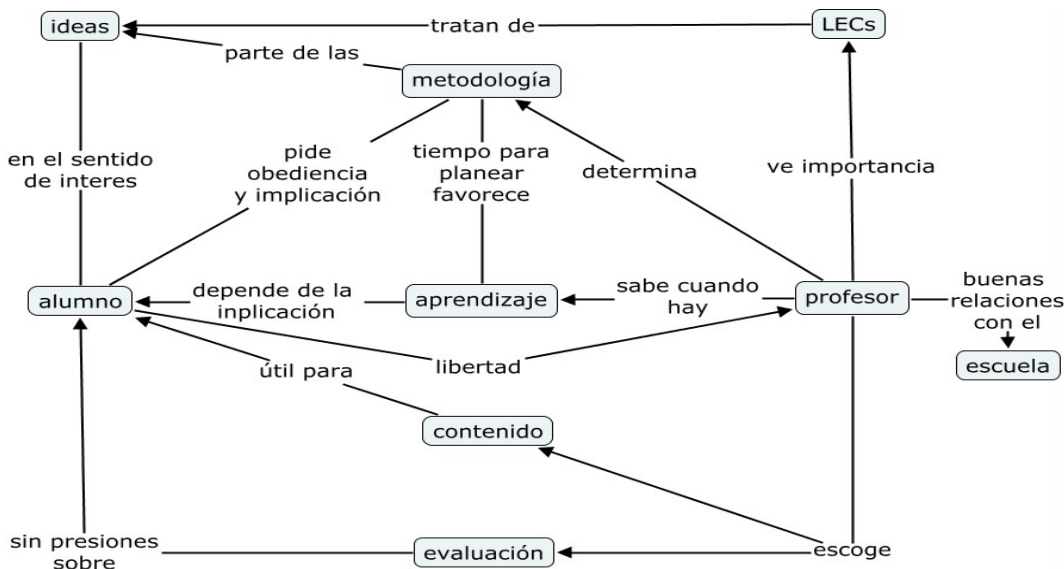 ideas
tratan de
LECs
parte de las
metodología
en el sentido
de interes
pide
obediencia
y implicación
tiempo para
planear
favorece
determina
ve importancia
alumno
depende de la
inplicación
aprendizaje
sabe cuando
hay
profesor
buenas
relaciones
con el
escuela
libertad
útil para
contenido
sin presiones
sobre
evaluación
escoge